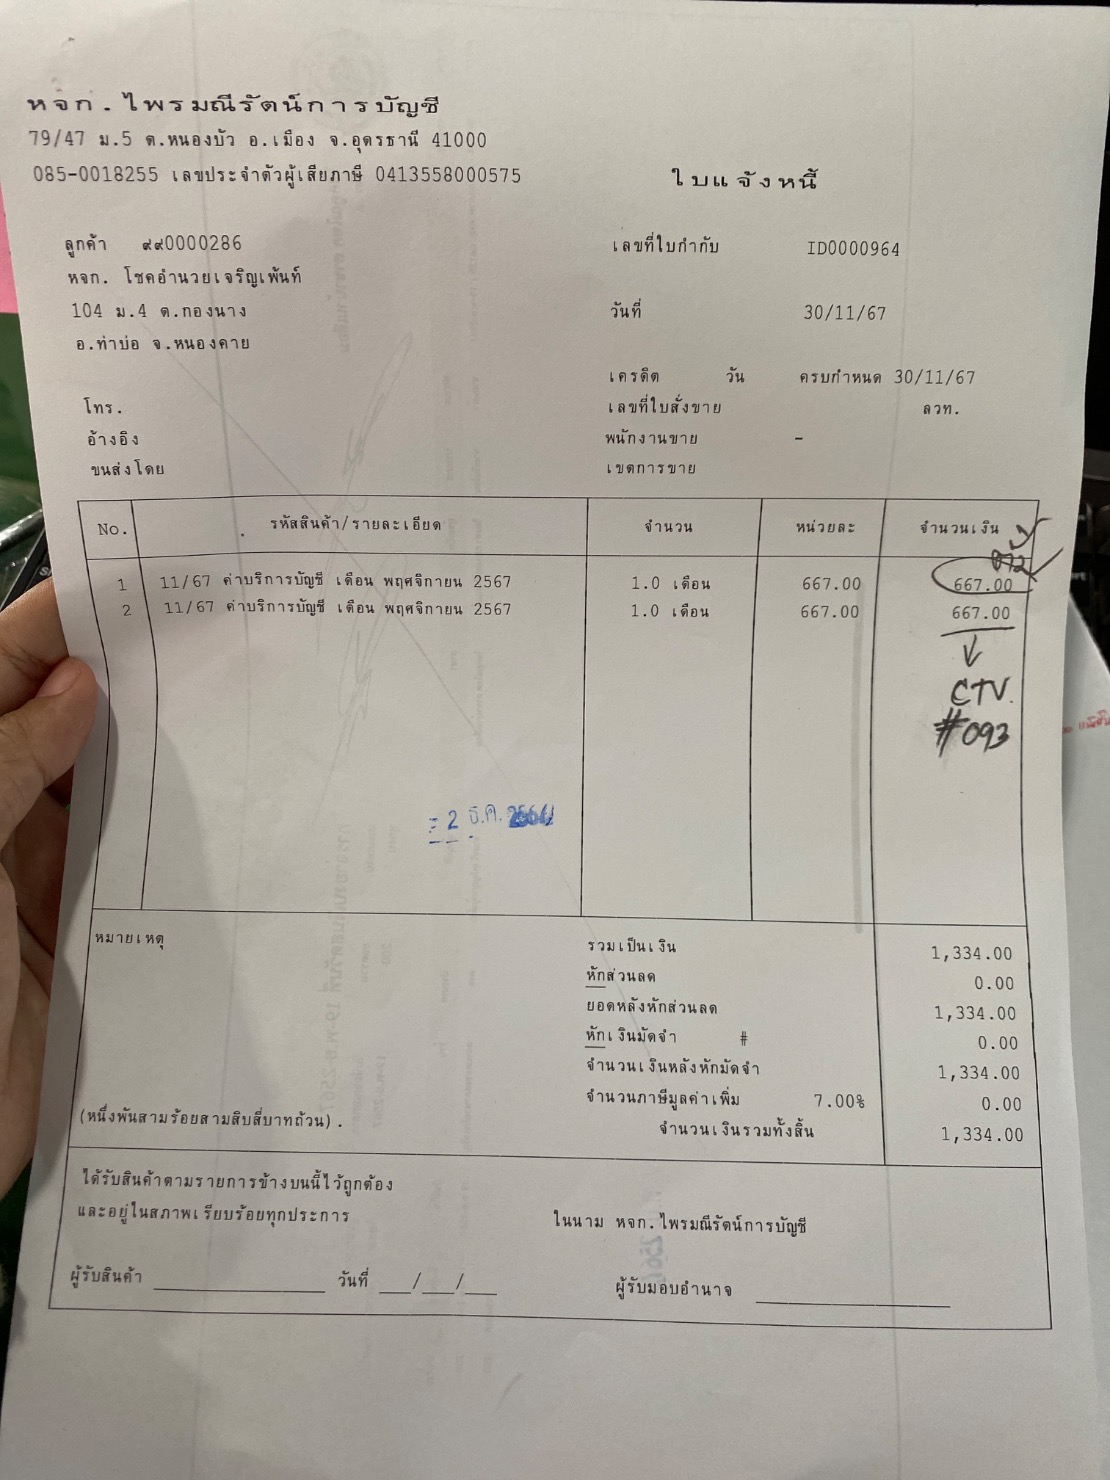 หจก.ไพรมณีรัตน์การบัญชี
79/47 ม.5 ต.หนองบัว อ.เมือง จ.อุดรธานี 41000
085-0018255 เลขประจำตัวผู้เสียภาษี 0413558000575
ใบแจ้งหนี้
ลูกค้า ๙๙0000286
เลขที่ใบกำกับ ID0000964
หจก. โชคอำนวยเจริญเพ้นท์
104 ม.4 ต.กองนาง
วันที่ 30/11/67
อ.ท่าบ่อ จ.หนองคาย
เครดิต วัน ครบกำหนด 30/11/67
โทร.
เลขที่ใบสั่งขาย ลวท.
อ้างอิง
พนักงานขาย -
ขนส่งโดย
เขตการขาย
No. รหัสสินค้า/รายละเอียด จำนวน หน่วยละ จำนวนเงิน
1 11/67 ค่าบริการบัญชี เดือน พฤศจิกายน 2567 1.0 เดือน 667.00 667.00
2 11/67 ค่าบริการบัญชี เดือน พฤศจิกายน 2567 1.0 เดือน 667.00 667.00
CTV.
#093
- 2 ธ.ค.
หมายเหตุ
รวมเป็นเงิน 1,334.00
หักส่วนลด 0.00
ยอดหลังหักส่วนลด 1,334.00
หักเงินมัดจำ # 0.00
จำนวนเงินหลังหักมัดจำ 1,334.00
จำนวนภาษีมูลค่าเพิ่ม 7.00% 0.00
(หนึ่งพันสามร้อยสามสิบสี่บาทถ้วน). จำนวนเงินรวมทั้งสิ้น 1,334.00
ได้รับสินค้าตามรายการข้างบนนี้ไว้ถูกต้อง
และอยู่ในสภาพเรียบร้อยทุกประการ
ในนาม หจก.ไพรมณีรัตน์การบัญชี
ผู้รับสินค้า วันที่ __/__/__
ผู้รับมอบอำนาจ